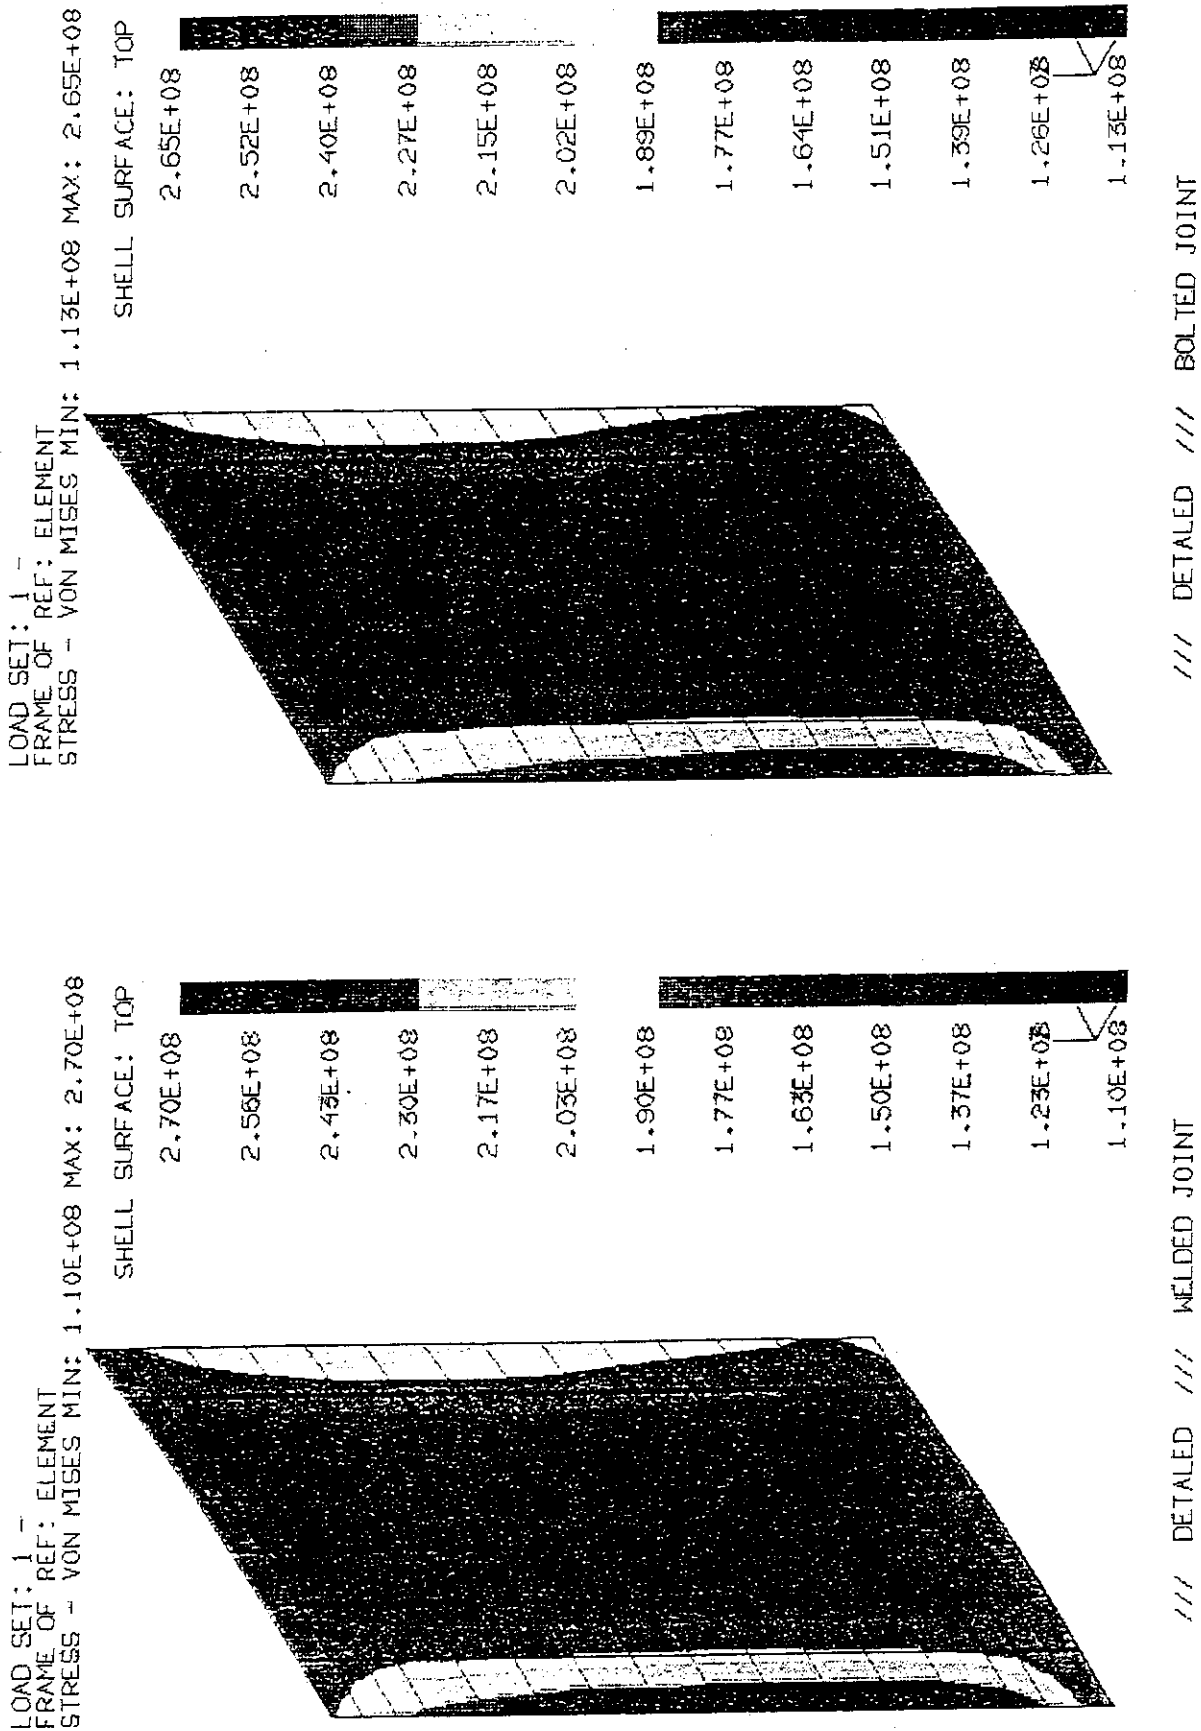 LOAD SET: 1 -
FRAME OF REF: ELEMENT
STRESS - VON MISES MIN: 1.10E+08 MAX: 2.70E+08
SHELL SURFACE: TOP
2.70E+08
2.56E+08
2.43E+08
2.30E+08
2.17E+08
2.03E+08
1.90E+08
1.77E+08
1.63E+08
1.50E+08
1.37E+08
1.23E+08
1.10E+08
/// DETALED /// WELDED JOINT
LOAD SET: 1 -
FRAME OF REF: ELEMENT
STRESS - VON MISES MIN: 1.13E+08 MAX: 2.65E+08
SHELL SURFACE: TOP
2.65E+08
2.52E+08
2.40E+08
2.27E+08
2.15E+08
2.02E+08
1.89E+08
1.77E+08
1.64E+08
1.51E+08
1.39E+08
1.26E+08
1.13E+08
/// DETALED /// BOLTED JOINT